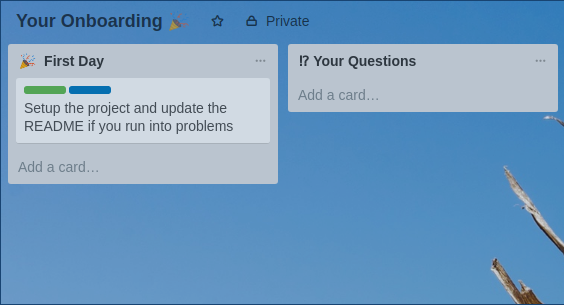 Your Onboarding 🎉 Private
🎉 First Day
Setup the project and update the
README if you run into problems
Add a card…
⁉ Your Questions
Add a card…